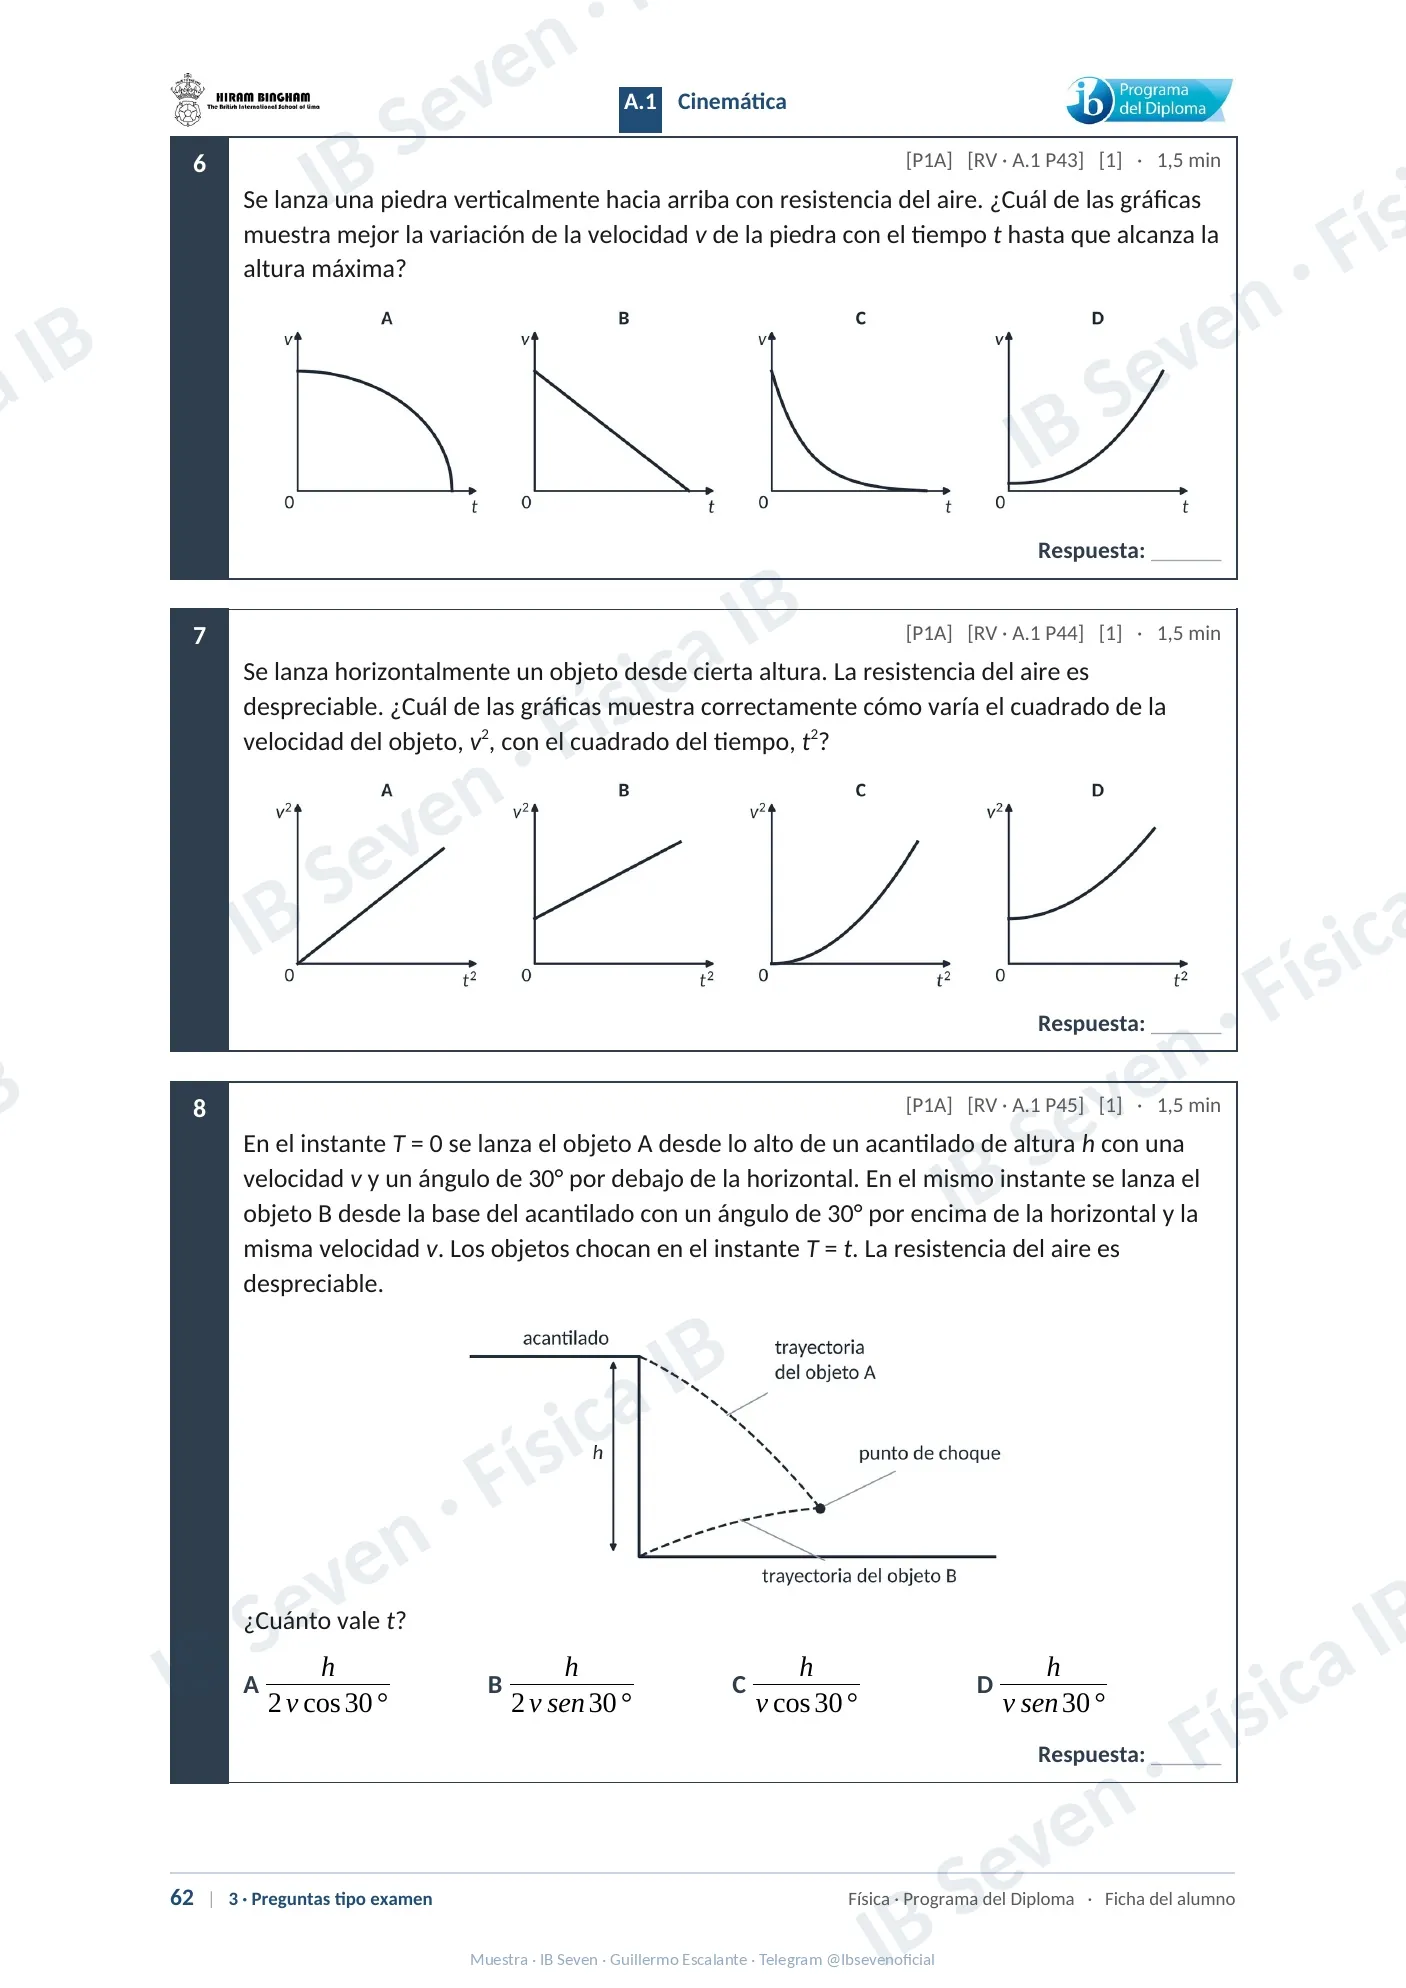 HIRAM BINGHAM
The British International School of Lima
A.1 Cinemática
Programa
del Diploma
6
[P1A] [RV · A.1 P43] [1] · 1,5 min
Se lanza una piedra verticalmente hacia arriba con resistencia del aire. ¿Cuál de las gráficas
muestra mejor la variación de la velocidad v de la piedra con el tiempo t hasta que alcanza la
altura máxima?
A B C D
v v v v
0 t 0 t 0 t 0 t
Respuesta: ______
7
[P1A] [RV · A.1 P44] [1] · 1,5 min
Se lanza horizontalmente un objeto desde cierta altura. La resistencia del aire es
despreciable. ¿Cuál de las gráficas muestra correctamente cómo varía el cuadrado de la
velocidad del objeto, v², con el cuadrado del tiempo, t²?
A B C D
v² v² v² v²
0 t² 0 t² 0 t² 0 t²
Respuesta: ______
8
[P1A] [RV · A.1 P45] [1] · 1,5 min
En el instante T = 0 se lanza el objeto A desde lo alto de un acantilado de altura h con una
velocidad v y un ángulo de 30° por debajo de la horizontal. En el mismo instante se lanza el
objeto B desde la base del acantilado con un ángulo de 30° por encima de la horizontal y la
misma velocidad v. Los objetos chocan en el instante T = t. La resistencia del aire es
despreciable.
acantilado
trayectoria
del objeto A
h
punto de choque
trayectoria del objeto B
¿Cuánto vale t?
A h / 2 v cos 30 ° B h / 2 v sen 30 ° C h / v cos 30 ° D h / v sen 30 °
Respuesta: ______
62 | 3 · Preguntas tipo examen
Física · Programa del Diploma · Ficha del alumno
Muestra · IB Seven · Guillermo Escalante · Telegram @Ibsevenoficial
IB Seven · Física IB